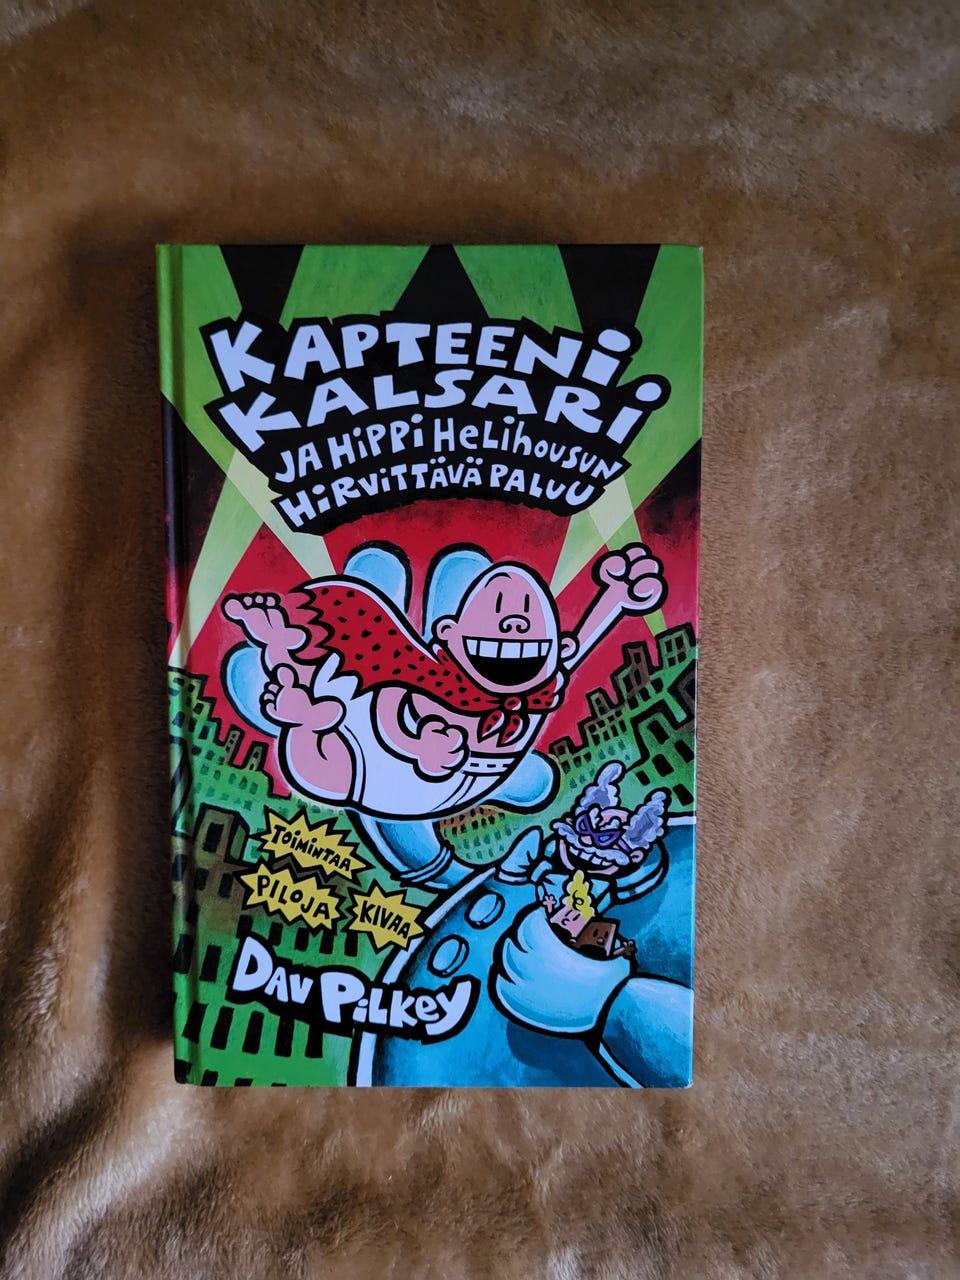 KAPTEENI
KALSARI
JA HiPPi HeLiHOUSUN
HiRViTTÄVÄ PALUU
TOiMiNTAA
PiLOJA
KiVAA
DAV PiLKeY